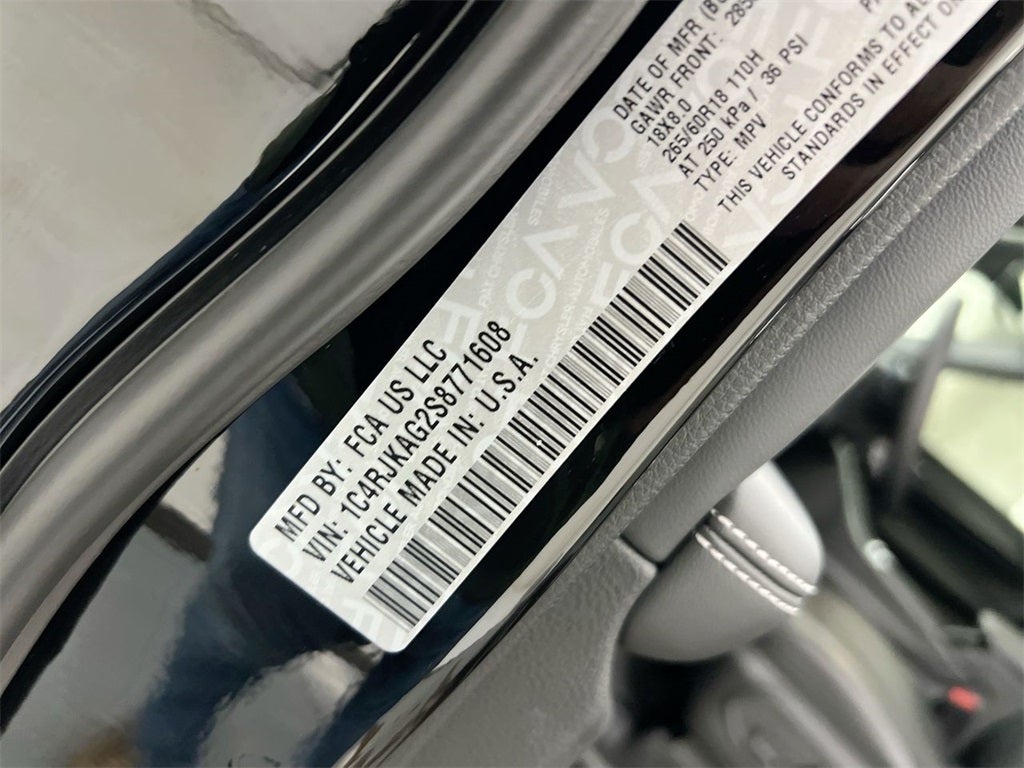 MFD BY: FCA US LLC
VIN: 1C4RJKAG2S8771608
VEHICLE MADE IN: U.S.A.
DATE OF MFR
GAWR FRONT:
18X8.0
265/60R18 110H
AT 250 kPa / 36 PSI
TYPE: MPV
THIS VEHICLE CONFORMS TO
STANDARDS IN EFFECT